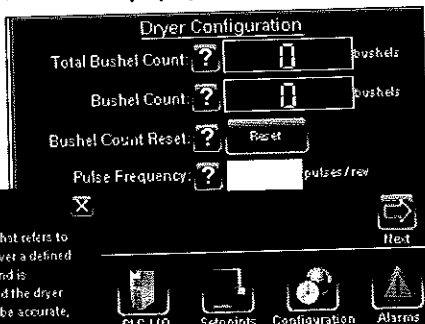 Dryer Configuration
Total Bushel Count: ? 0 bushels
Bushel Count: ? 0 bushels
Bushel Count Reset: ? Reset
Pulse Frequency: ? pulses/rev
X
hat refers to
ver a defined
nd is
d the dryer
be accurate,
Next
PLC I/O Setpoints Configuration Alarms